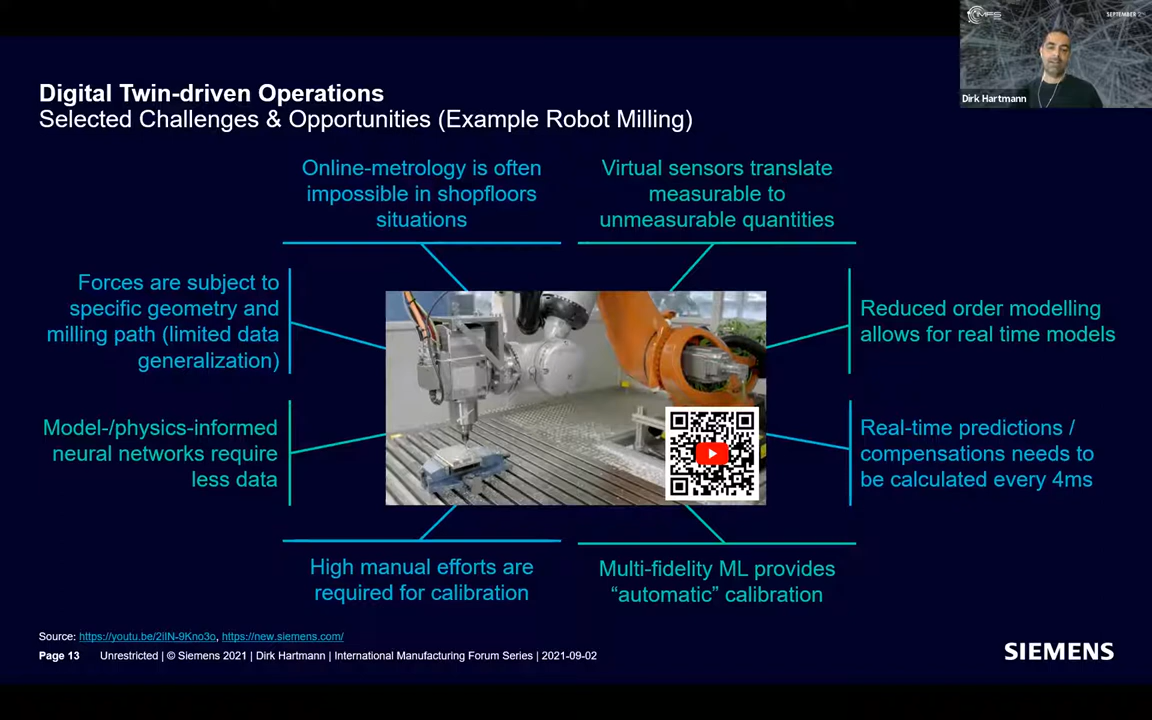 MFS
SEPTEMBER
Dirk Hartmann
Digital Twin-driven Operations
Selected Challenges & Opportunities (Example Robot Milling)
Online-metrology is often
impossible in shopfloors
situations
Virtual sensors translate
measurable to
unmeasurable quantities
Forces are subject to
specific geometry and
milling path (limited data
generalization)
Reduced order modelling
allows for real time models
Model-/physics-informed
neural networks require
less data
Real-time predictions /
compensations needs to
be calculated every 4ms
High manual efforts are
required for calibration
Multi-fidelity ML provides
“automatic” calibration
Source: https://youtu.be/2iIN-9Kno3o, https://new.siemens.com/
Page 13 Unrestricted | © Siemens 2021 | Dirk Hartmann | International Manufacturing Forum Series | 2021-09-02
SIEMENS